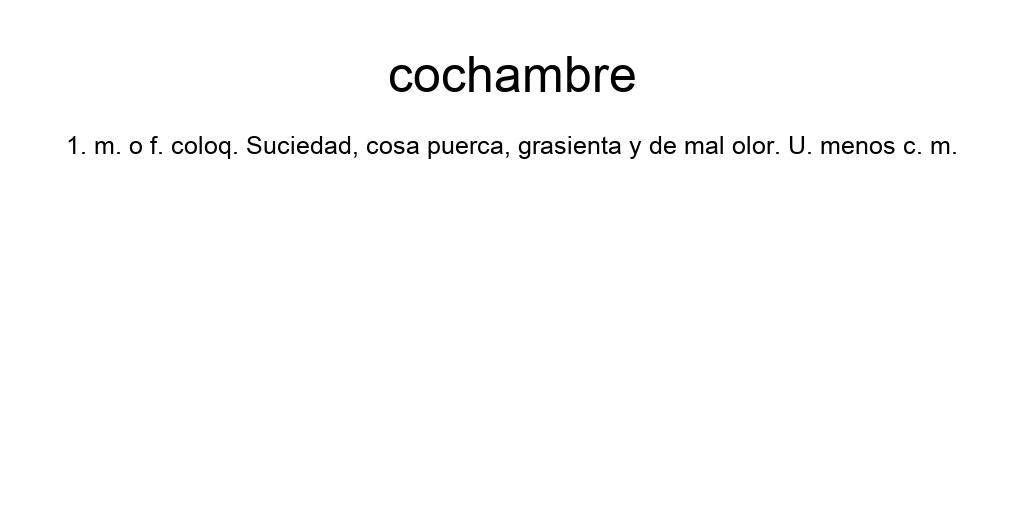 cochambre
1. m. o f. coloq. Suciedad, cosa puerca, grasienta y de mal olor. U. menos c. m.